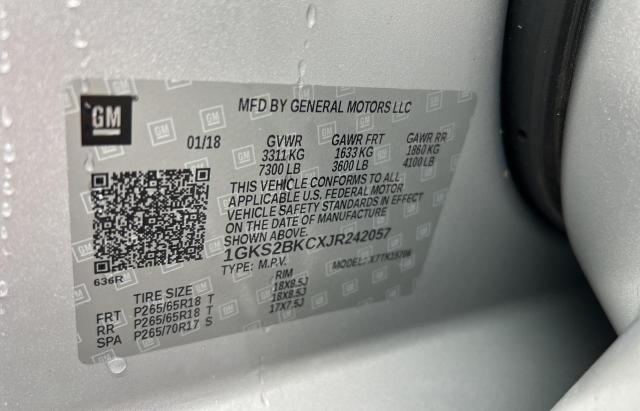 GM
MFD BY GENERAL MOTORS LLC
01/18 GVWR GAWR FRT GAWR RR
3311 KG 1633 KG 1860 KG
7300 LB 3600 LB 4100 LB
THIS VEHICLE CONFORMS TO ALL
APPLICABLE U.S. FEDERAL MOTOR
VEHICLE SAFETY STANDARDS IN EFFECT
ON THE DATE OF MANUFACTURE
SHOWN ABOVE.
1GKS2BKCXJR242057
TYPE: M.P.V. MODEL: X7TK15706
636R
TIRE SIZE RIM
FRT P265/65R18 T 18X8.5J
RR P265/65R18 T 18X8.5J
SPA P265/70R17 S 17X7.5J